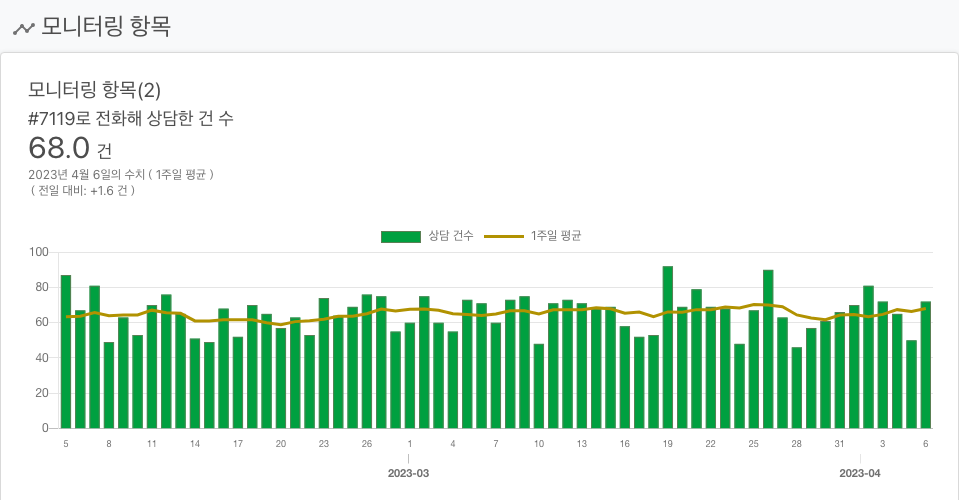 모니터링 항목
모니터링 항목(2)
#7119로 전화해 상담한 건 수
68.0 건
2023년 4월 6일의 수치 ( 1주일 평균 )
( 전일 대비: +1.6 건 )
상담 건수 1주일 평균
100
80
60
40
20
0
5 8 11 14 17 20 23 26 1 4 7 10 13 16 19 22 25 28 31 3 6
2023-03 2023-04